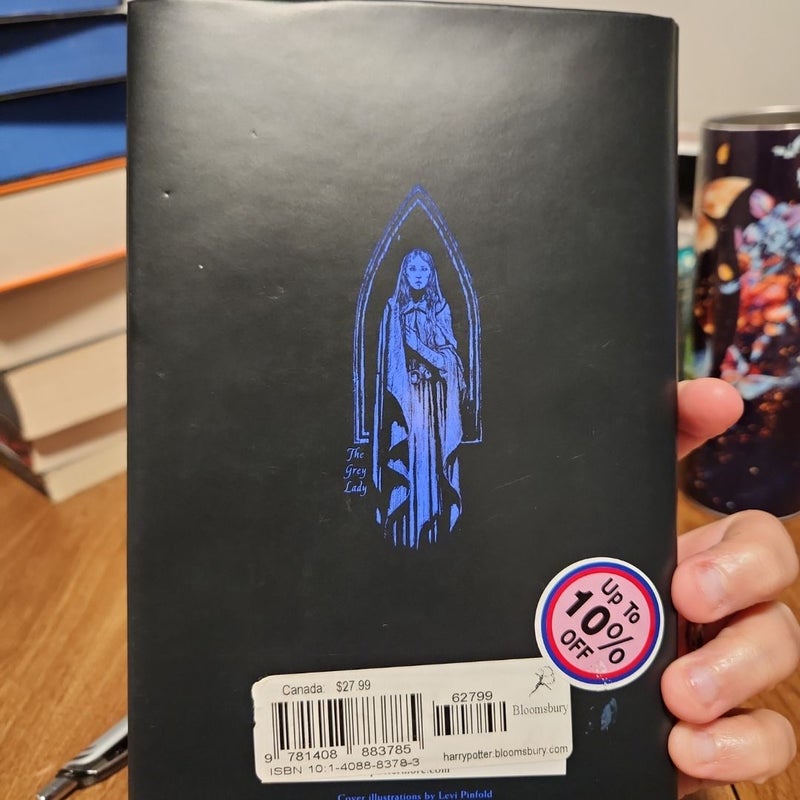 The
Grey
Lady
Up To
10%
OFF
Canada: $27.99
62799
Bloomsbury
9 781408 883785
harrypotter.bloomsbury.com
ISBN 10:1-4088-8378-3
Cover illustrations by Levi Pinfold